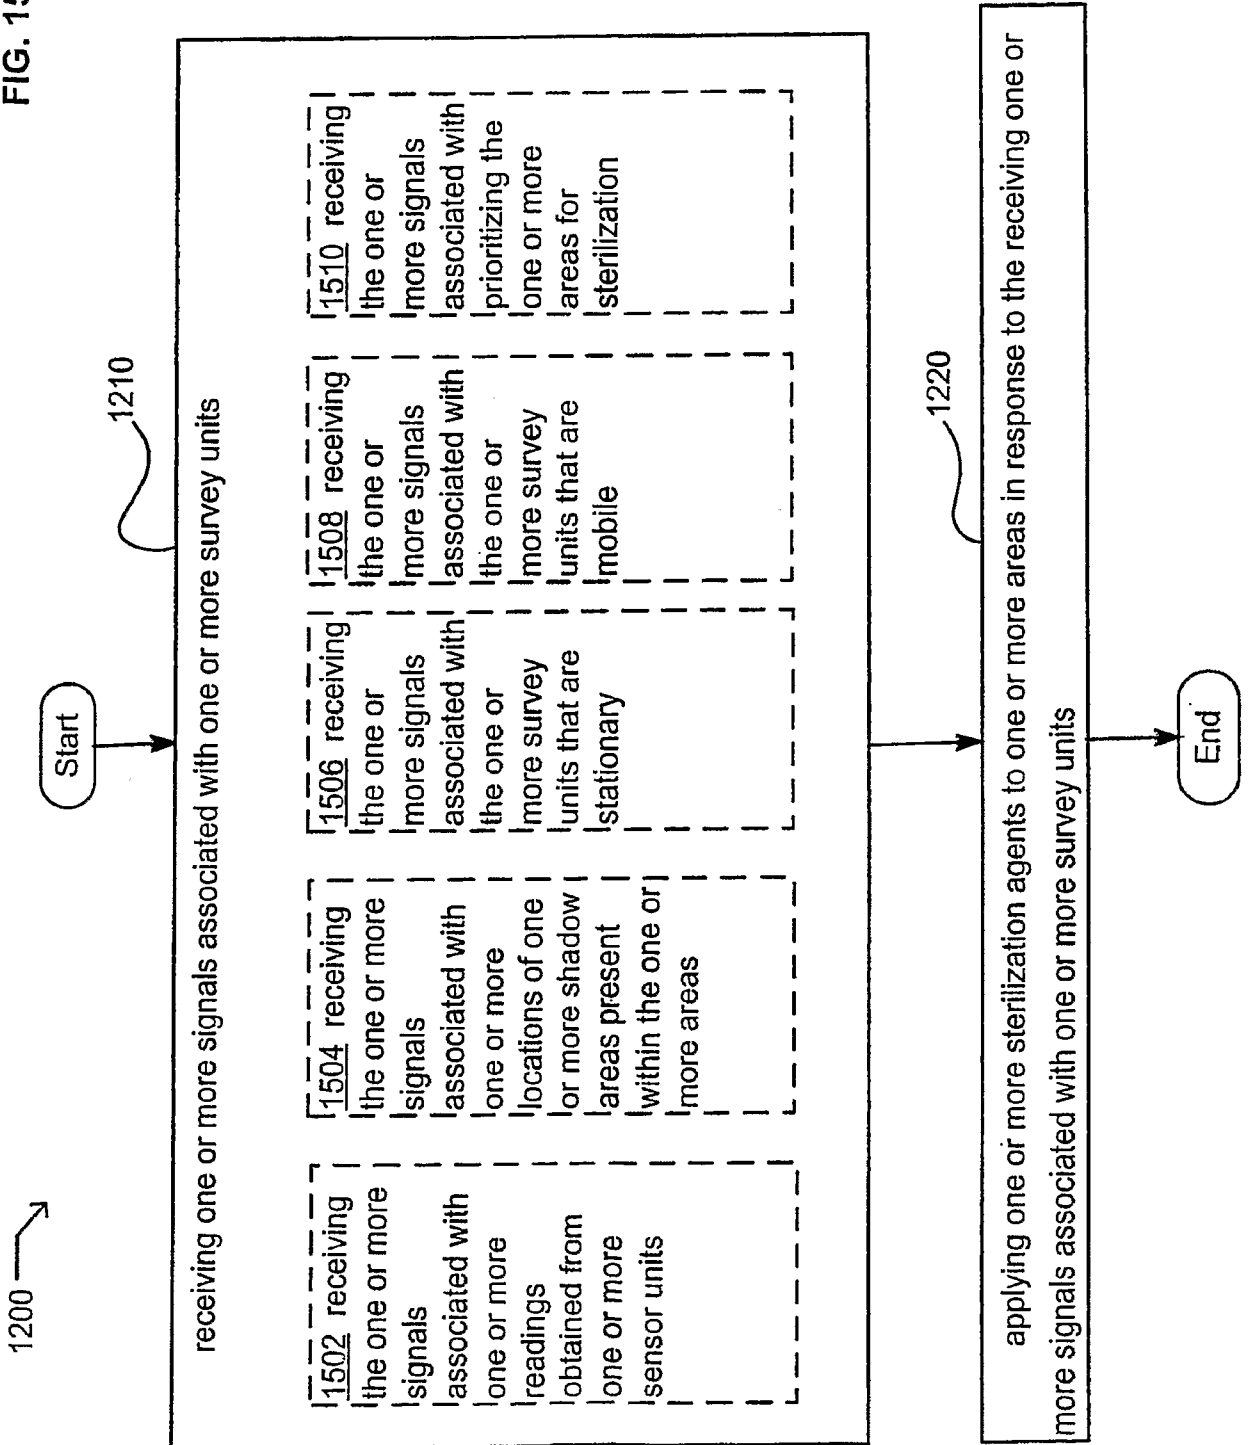 FIG. 15
1200
Start
1210
receiving one or more signals associated with one or more survey units
1502 receiving
the one or more
signals
associated with
one or more
readings
obtained from
one or more
sensor units
1504 receiving
the one or more
signals
associated with
one or more
locations of one
or more shadow
areas present
within the one or
more areas
1506 receiving
the one or
more signals
associated with
the one or
more survey
units that are
stationary
1508 receiving
the one or
more signals
associated with
the one or
more survey
units that are
mobile
1510 receiving
the one or
more signals
associated with
prioritizing the
one or more
areas for
sterilization
1220
applying one or more sterilization agents to one or more areas in response to the receiving one or
more signals associated with one or more survey units
End